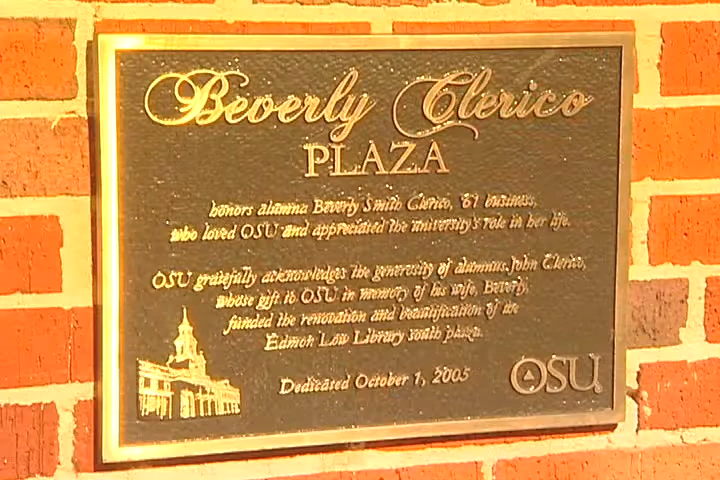 Beverly Clerico
PLAZA
honors alumna Beverly Smith Clerico, '61 business,
who loved OSU and appreciated the university's role in her life.
OSU gratefully acknowledges the generosity of alumnus John Clerico,
whose gift to OSU in memory of his wife, Beverly,
funded the renovation and beautification of the
Edmon Low Library south plaza.
Dedicated October 1, 2005
OSU